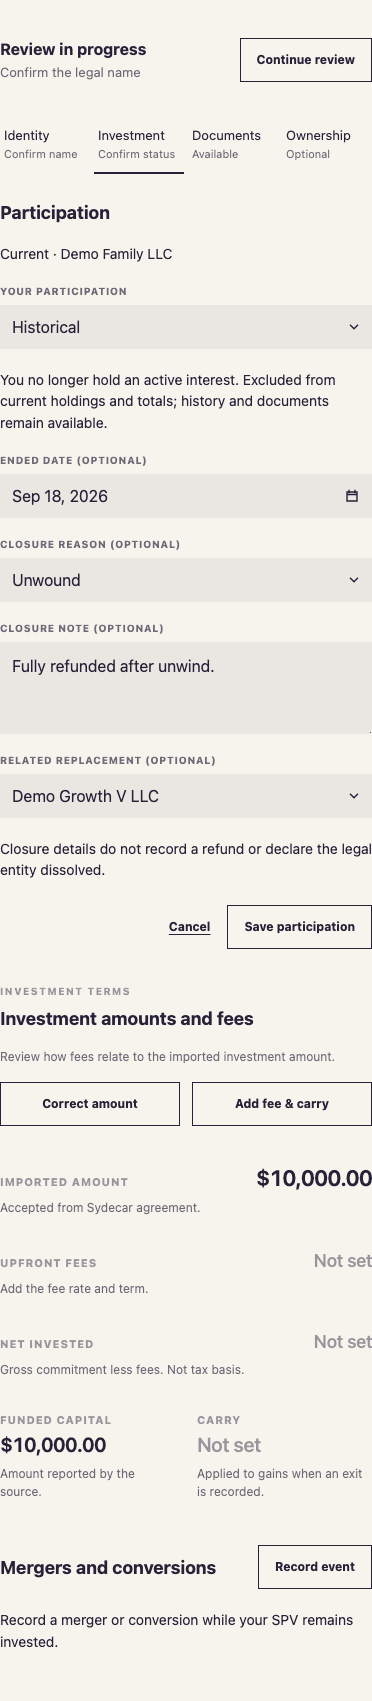 Review in progress
Confirm the legal name
Continue review
Identity
Confirm name
Investment
Confirm status
Documents
Available
Ownership
Optional
Participation
Current · Demo Family LLC
YOUR PARTICIPATION
Historical
You no longer hold an active interest. Excluded from
current holdings and totals; history and documents
remain available.
ENDED DATE (OPTIONAL)
Sep 18, 2026
CLOSURE REASON (OPTIONAL)
Unwound
CLOSURE NOTE (OPTIONAL)
Fully refunded after unwind.
RELATED REPLACEMENT (OPTIONAL)
Demo Growth V LLC
Closure details do not record a refund or declare the legal
entity dissolved.
Cancel
Save participation
INVESTMENT TERMS
Investment amounts and fees
Review how fees relate to the imported investment amount.
Correct amount
Add fee & carry
IMPORTED AMOUNT
$10,000.00
Accepted from Sydecar agreement.
UPFRONT FEES
Not set
Add the fee rate and term.
NET INVESTED
Not set
Gross commitment less fees. Not tax basis.
FUNDED CAPITAL
$10,000.00
Amount reported by the
source.
CARRY
Not set
Applied to gains when an exit
is recorded.
Mergers and conversions
Record event
Record a merger or conversion while your SPV remains
invested.